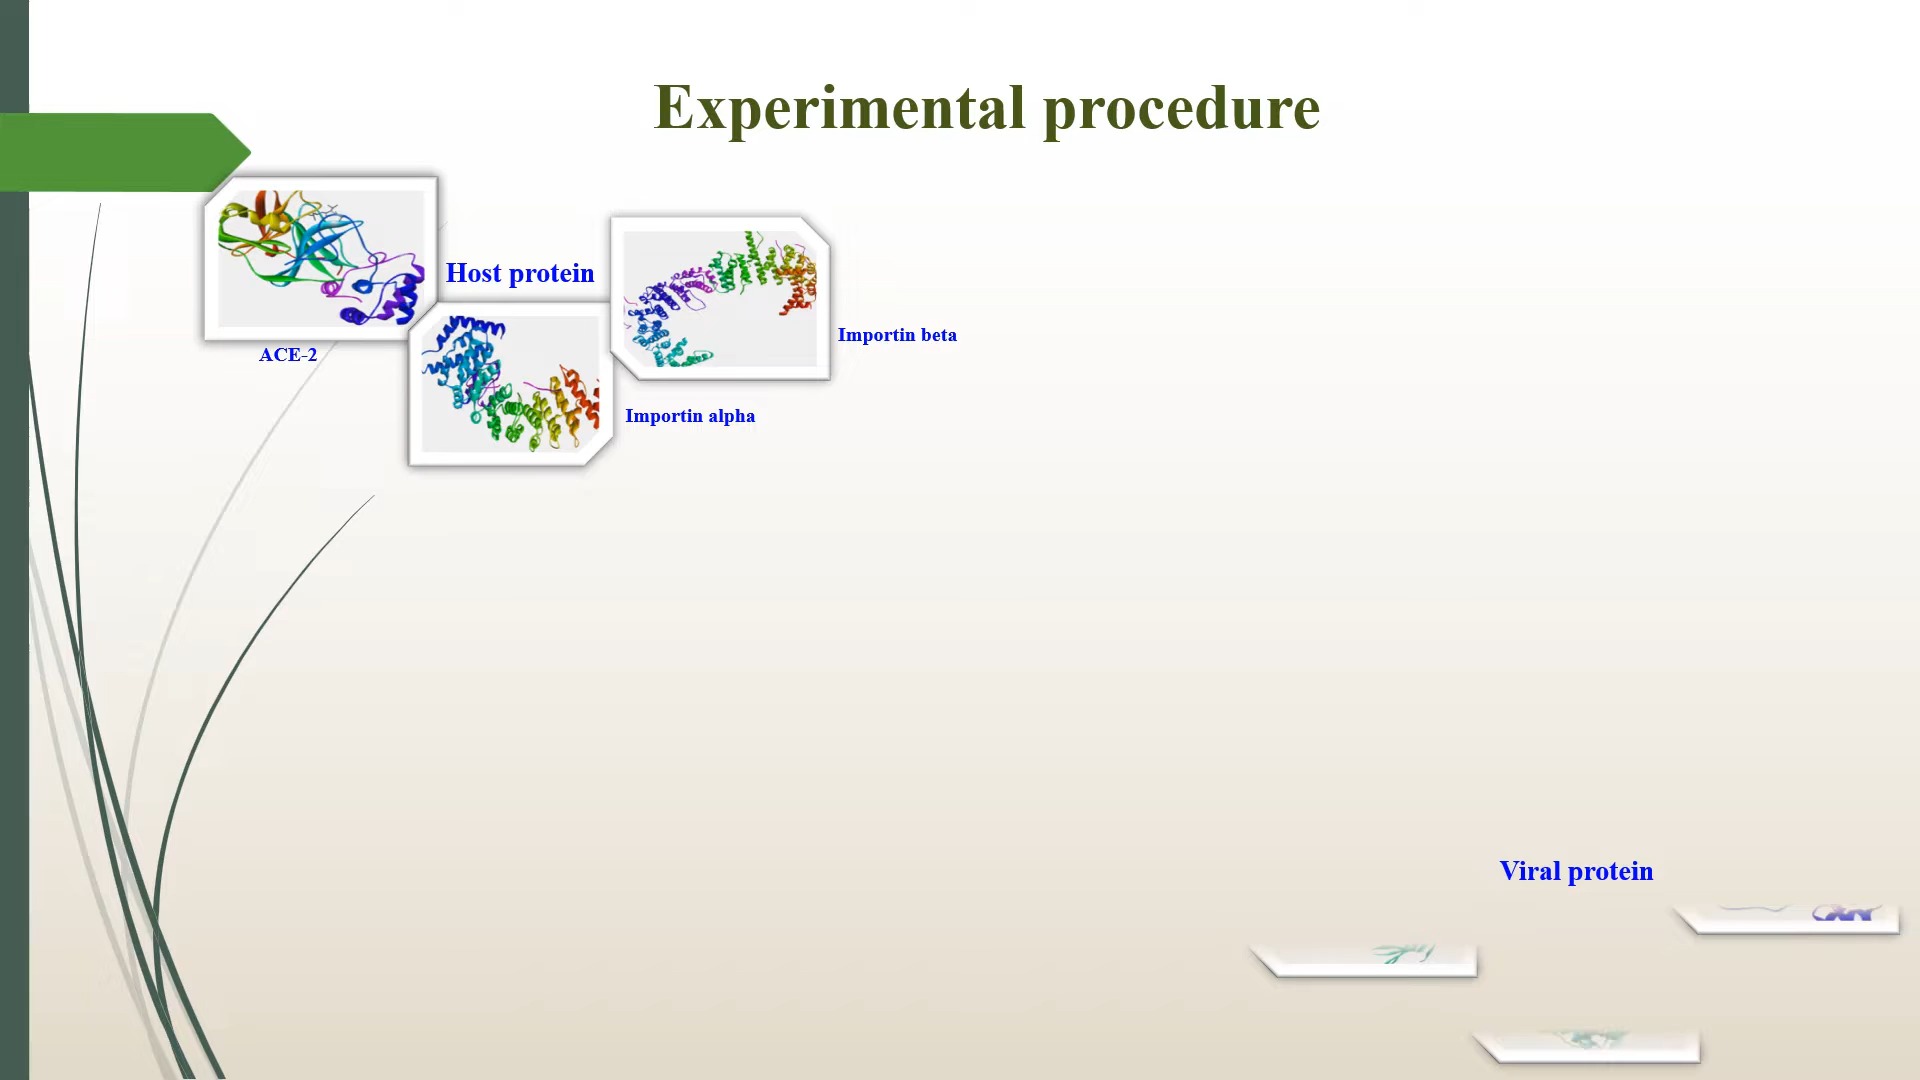 Experimental procedure
Host protein
Importin beta
ACE-2
Importin alpha
Viral protein